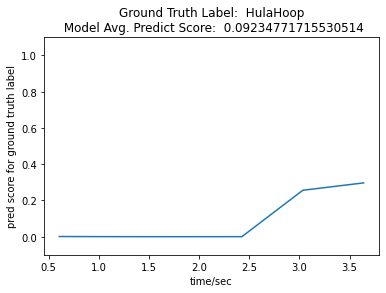 Ground Truth Label:  HulaHoop
Model Avg. Predict Score:  0.09234771715530514
pred score for ground truth label
1.0
0.8
0.6
0.4
0.2
0.0
0.5 1.0 1.5 2.0 2.5 3.0 3.5
time/sec